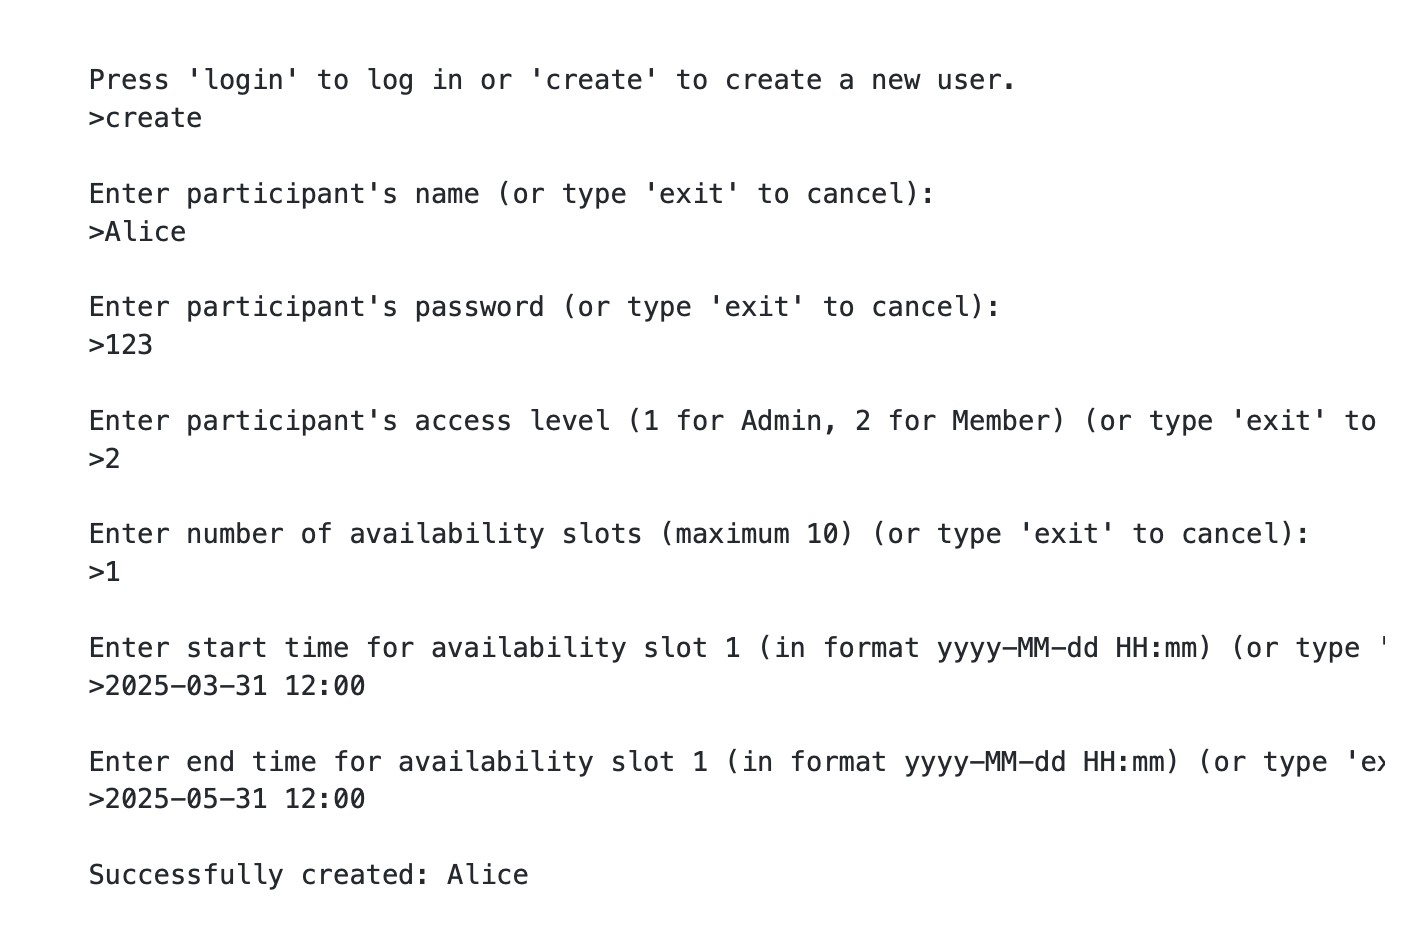 Press 'login' to log in or 'create' to create a new user.
>create
Enter participant's name (or type 'exit' to cancel):
>Alice
Enter participant's password (or type 'exit' to cancel):
>123
Enter participant's access level (1 for Admin, 2 for Member) (or type 'exit' to
>2
Enter number of availability slots (maximum 10) (or type 'exit' to cancel):
>1
Enter start time for availability slot 1 (in format yyyy-MM-dd HH:mm) (or type '
>2025-03-31 12:00
Enter end time for availability slot 1 (in format yyyy-MM-dd HH:mm) (or type 'ex
>2025-05-31 12:00
Successfully created: Alice